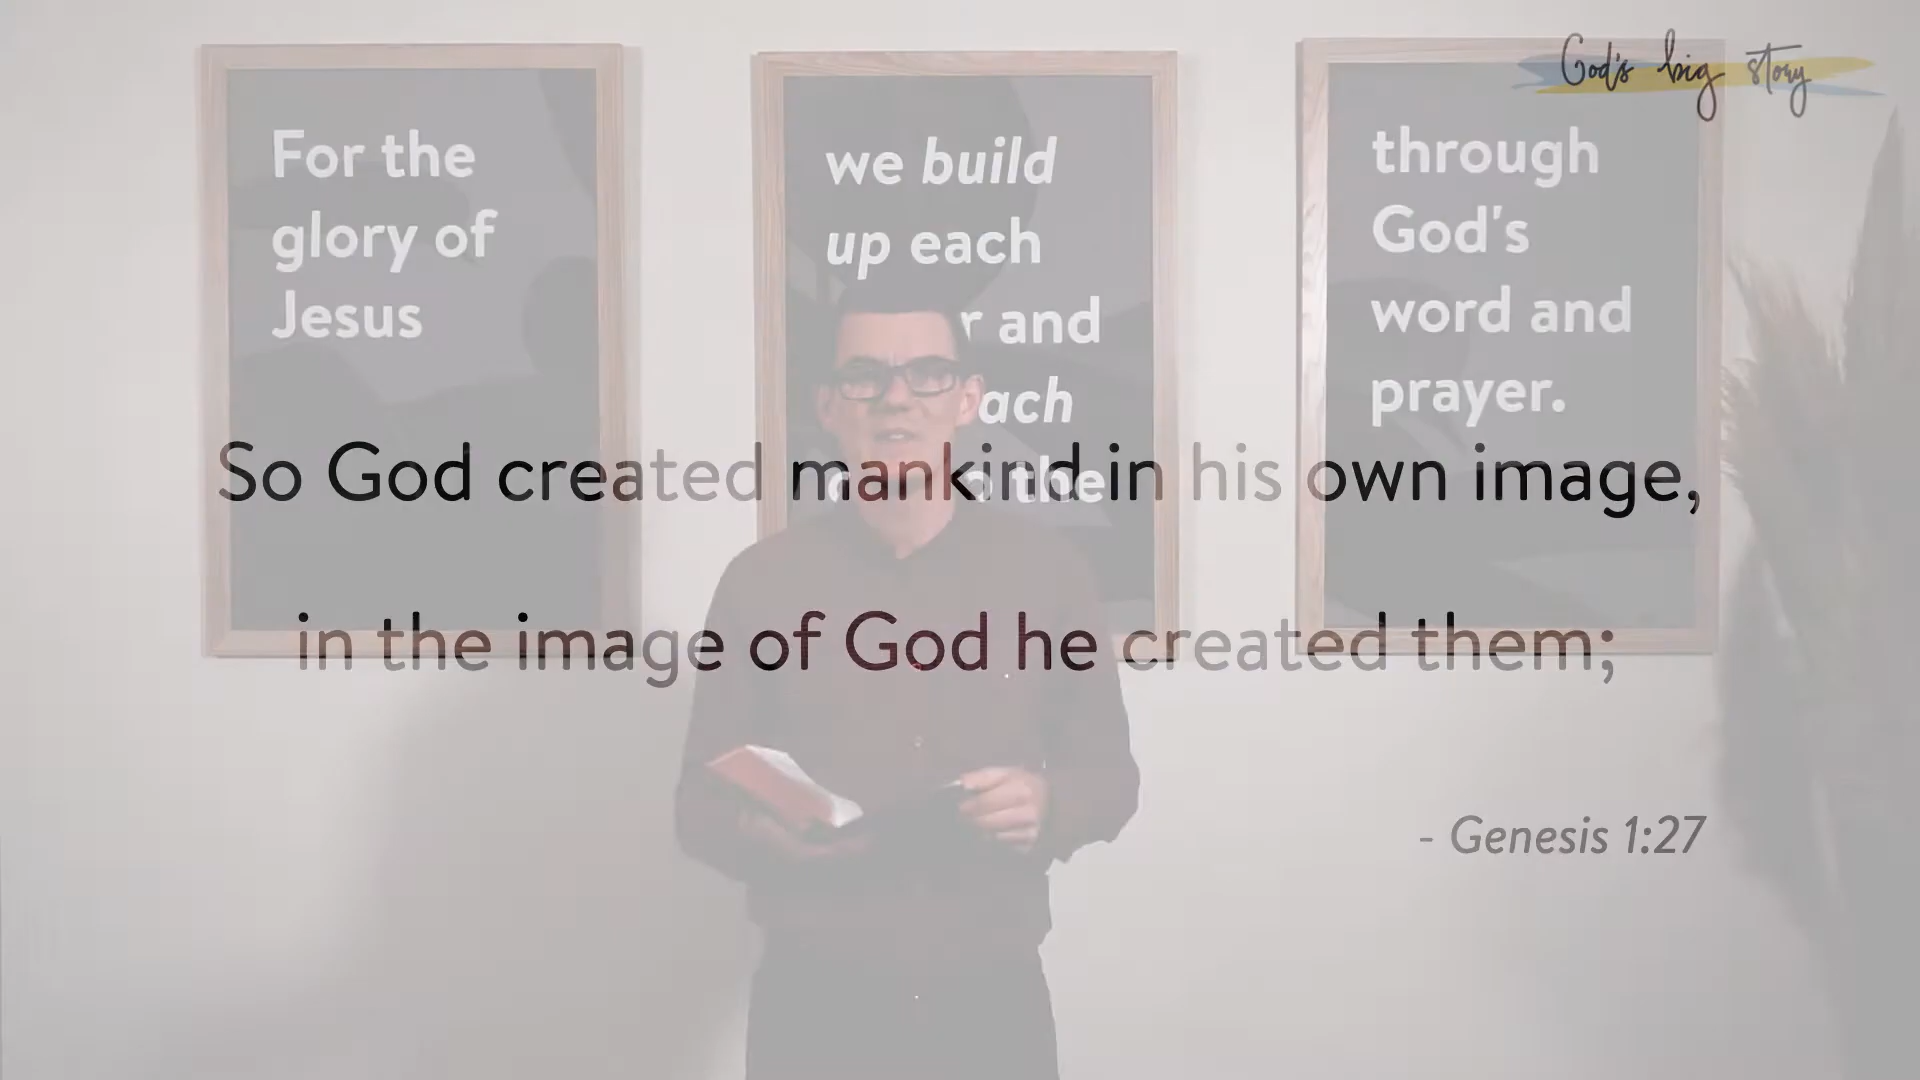 God's big story
For the
glory of
Jesus
we build
up each
r and
ach
the
through
God's
word and
prayer.
So God created mankind in his own image,
in the image of God he created them;
- Genesis 1:27